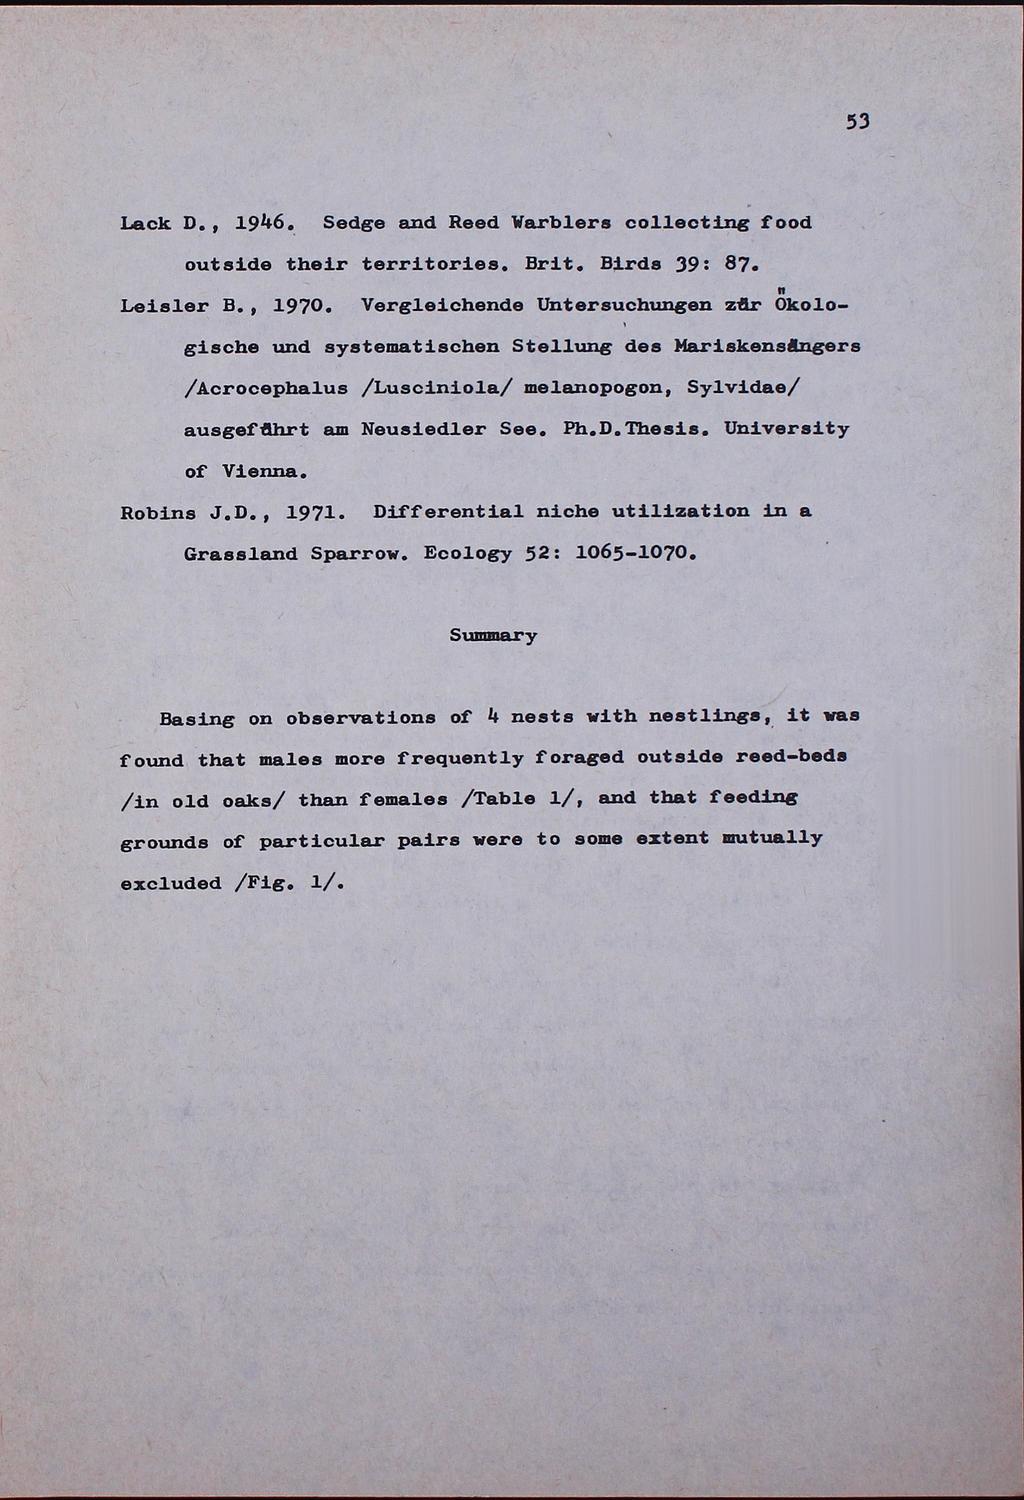 53
Lack D., 1946. Sedge and Reed Warblers collecting food
outside their territories. Brit. Birds 39: 87.
Leisler B., 1970. Vergleichende Untersuchungen zür Ökolo-
gische und systematischen Stellung des Mariskensängers
/Acrocephalus /Lusciniola/ melanopogon, Sylvidae/
ausgeführt am Neusiedler See. Ph.D.Thesis. University
of Vienna.
Robins J.D., 1971. Differential niche utilization in a
Grassland Sparrow. Ecology 52: 1065-1070.
Summary
Basing on observations of 4 nests with nestlings, it was
found that males more frequently foraged outside reed-beds
/in old oaks/ than females /Table 1/, and that feeding
grounds of particular pairs were to some extent mutually
excluded /Fig. 1/.